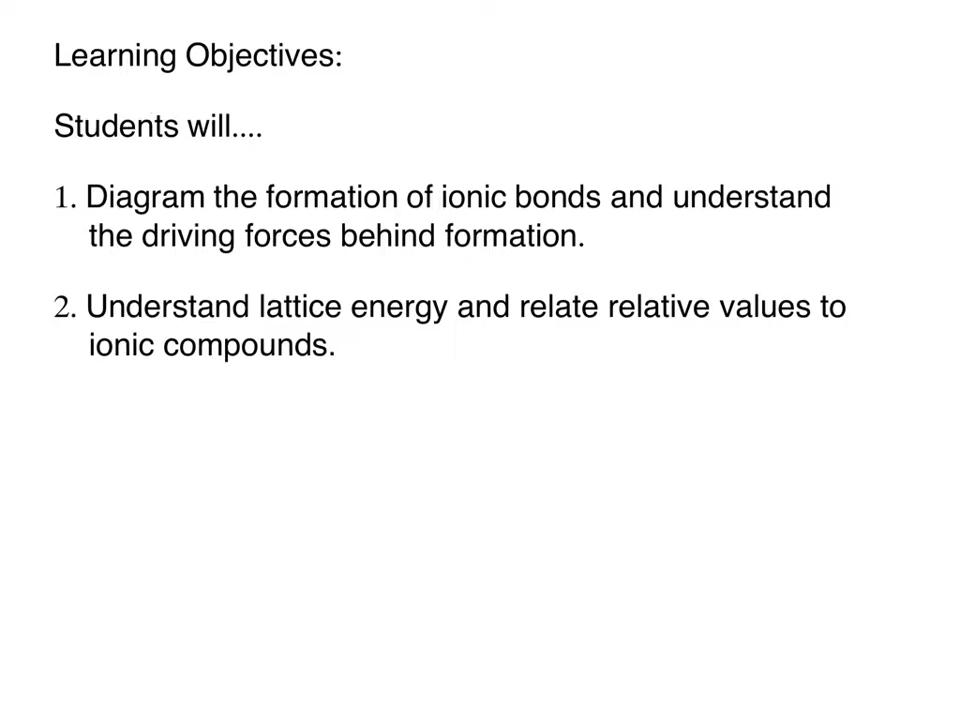 Learning Objectives:
Students will....
1. Diagram the formation of ionic bonds and understand
the driving forces behind formation.
2. Understand lattice energy and relate relative values to
ionic compounds.